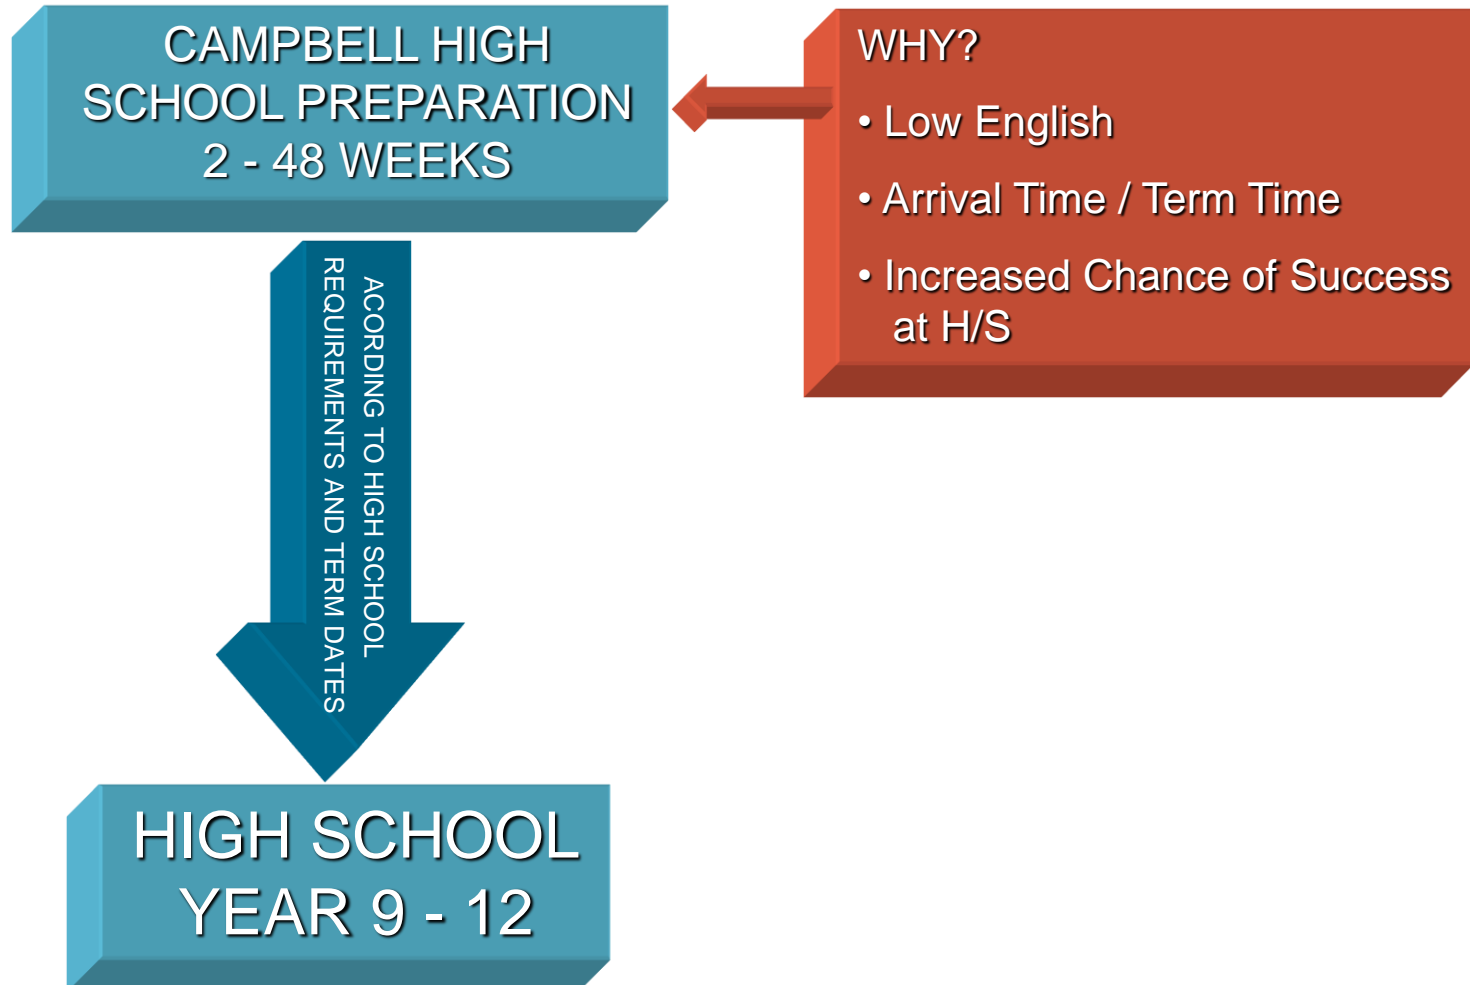 CAMPBELL HIGH
SCHOOL PREPARATION
2 - 48 WEEKS
WHY?
• Low English
• Arrival Time / Term Time
• Increased Chance of Success
at H/S
ACORDING TO HIGH SCHOOL
REQUIREMENTS AND TERM DATES
HIGH SCHOOL
YEAR 9 - 12